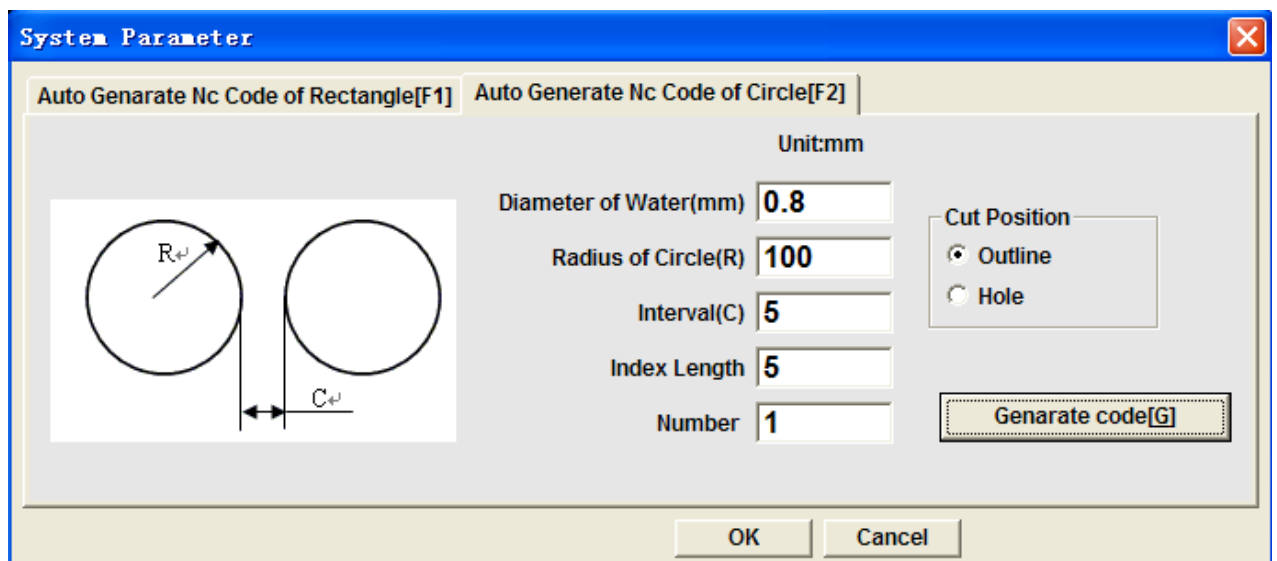 System Parameter
Auto Genarate Nc Code of Rectangle[F1] Auto Generate Nc Code of Circle[F2]
Unit:mm
Diameter of Water(mm) 0.8
Radius of Circle(R) 100
Interval(C) 5
Index Length 5
Number 1
Cut Position
Outline
Hole
R↵
C↵
Genarate code[G]
OK Cancel